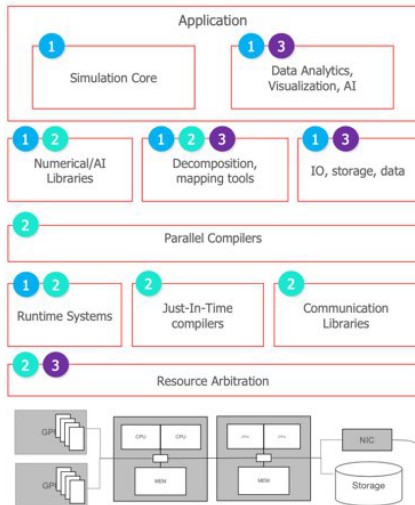 Application
1
1 3
Simulation Core
Data Analytics,
Visualization, AI
1 2
1 2 3
1 3
Numerical/AI
Libraries
Decomposition,
mapping tools
IO, storage, data
2
Parallel Compilers
1 2
2
2
Runtime Systems
Just-In-Time
compilers
Communication
Libraries
2 3
Resource Arbitration
CPU CPU
GP
NIC
MEM
MEM
GP
Storage